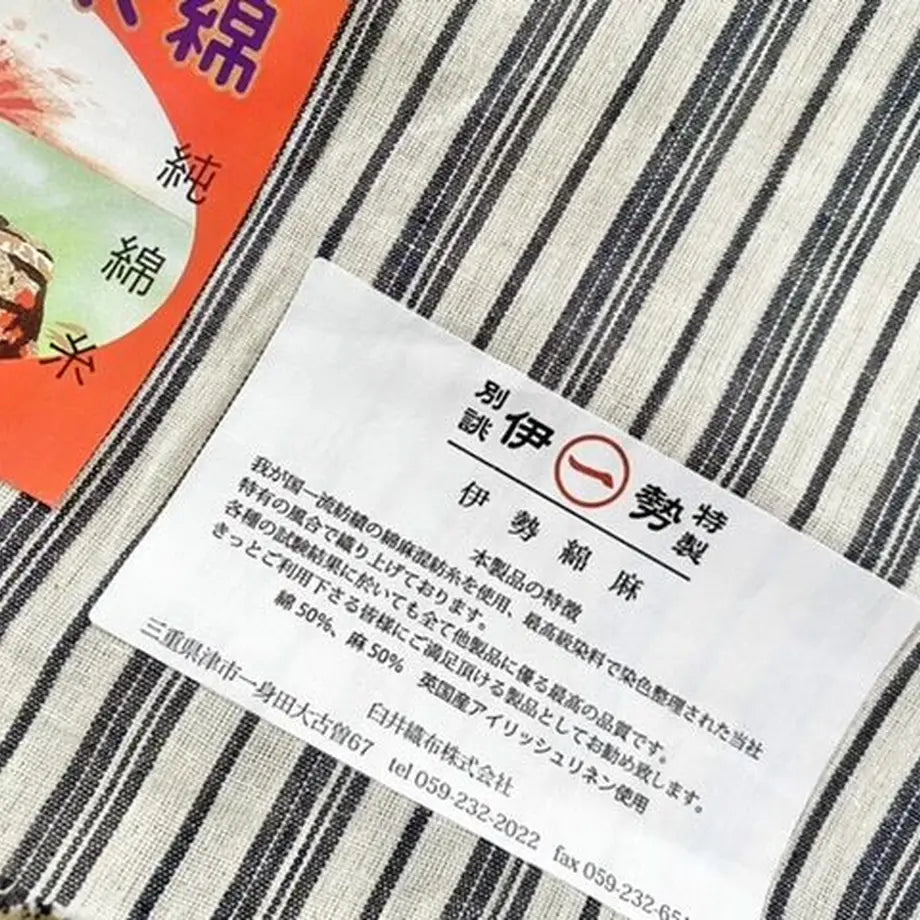 綿
純綿糸
別誂 伊 一 勢 特製
伊勢綿麻
本製品の特徴
我が国一流紡績の綿麻混紡糸を使用、最高級染料で染色整理された当社
特有の風合で織り上げております。
各種の試験結果に於いても全て他製品に優る最高の品質です。
きっとご利用下さる皆様にご満足頂ける製品としてお勧め致します。
綿50%、麻50% 英国産アイリッシュリネン使用
臼井織布株式会社
三重県津市一身田大古曽67 tel 059-232-2022 fax 059-232-65